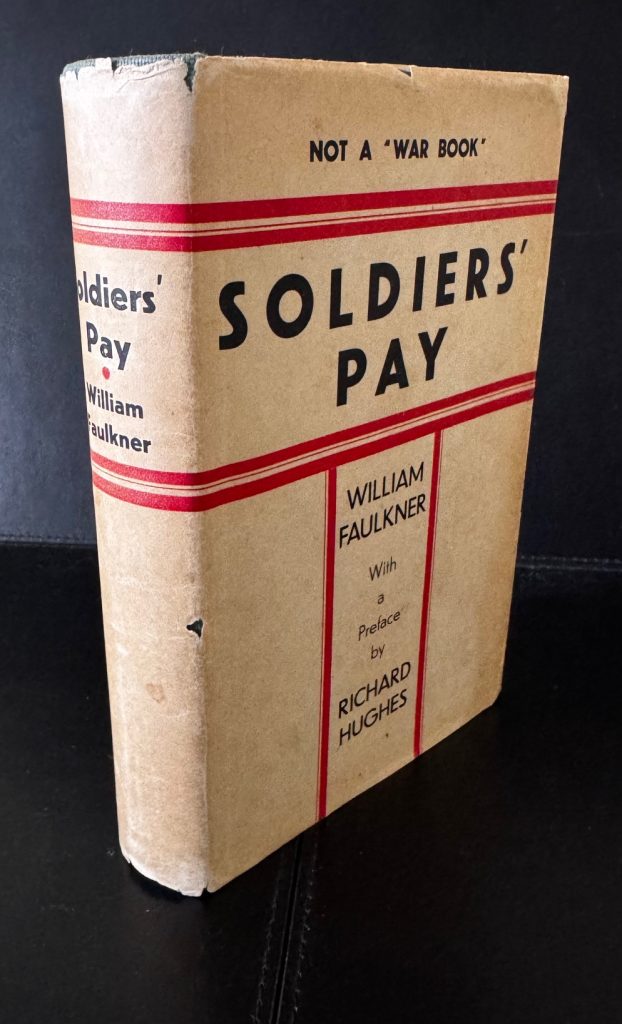 NOT A "WAR BOOK"
SOLDIERS'
PAY
WILLIAM
FAULKNER
With
a
Preface
by
RICHARD
HUGHES
oldiers'
Pay
William
Faulkner